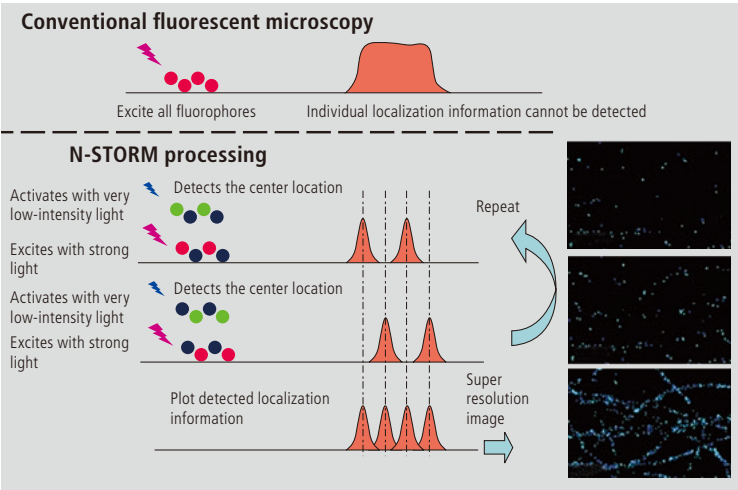 Conventional fluorescent microscopy
Excite all fluorophores
Individual localization information cannot be detected
N-STORM processing
Activates with very
low-intensity light
Detects the center location
Excites with strong
light
Repeat
Activates with very
low-intensity light
Detects the center location
Excites with strong
light
Plot detected localization
information
Super
resolution
image